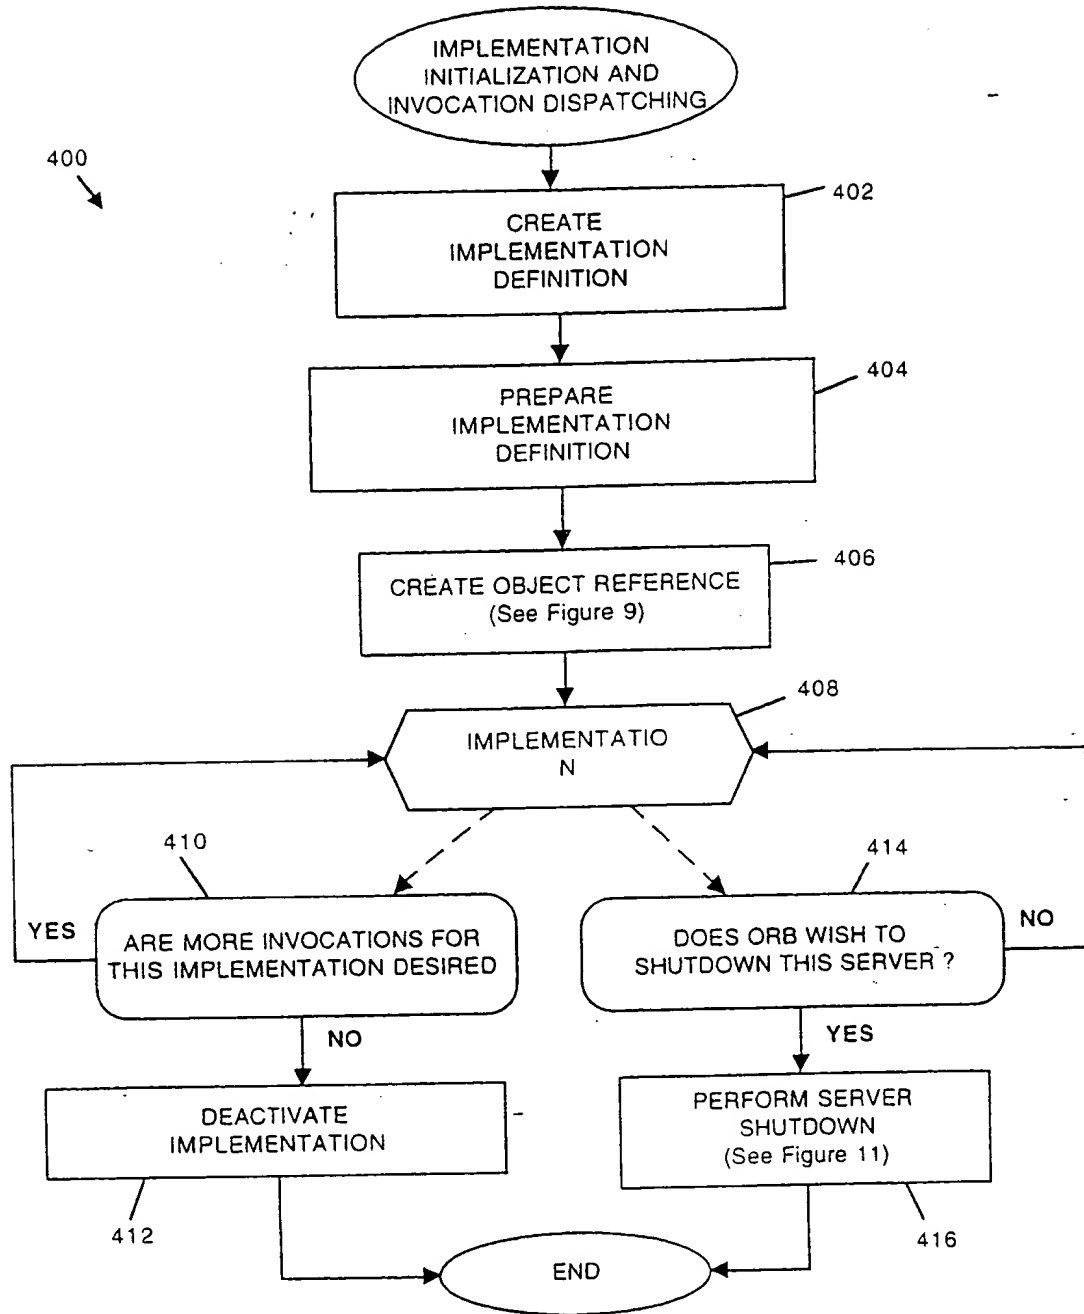 IMPLEMENTATION
INITIALIZATION AND
INVOCATION DISPATCHING
400
402
CREATE
IMPLEMENTATION
DEFINITION
404
PREPARE
IMPLEMENTATION
DEFINITION
406
CREATE OBJECT REFERENCE
(See Figure 9)
408
IMPLEMENTATIO
N
410
414
YES
ARE MORE INVOCATIONS FOR
THIS IMPLEMENTATION DESIRED
DOES ORB WISH TO
SHUTDOWN THIS SERVER ?
NO
NO
YES
DEACTIVATE
IMPLEMENTATION
PERFORM SERVER
SHUTDOWN
(See Figure 11)
412
416
END